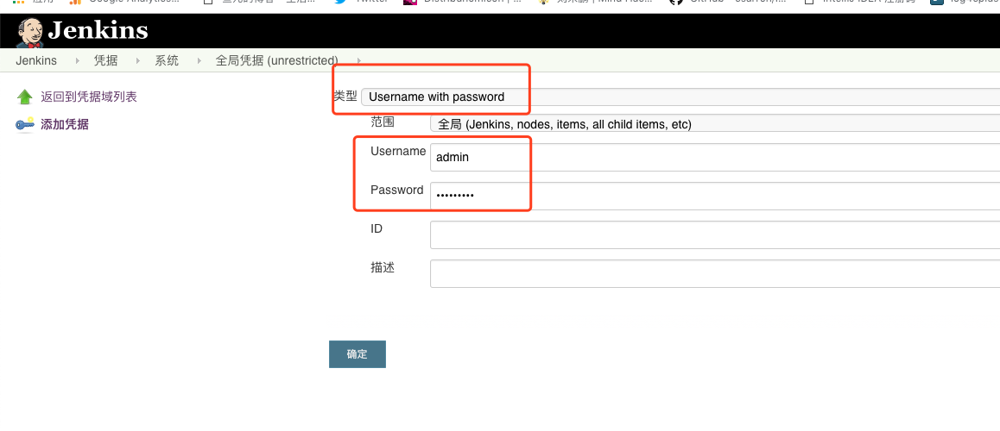 Jenkins
Jenkins 凭据 系统 全局凭据 (unrestricted)
返回到凭据域列表
添加凭据
类型 Username with password
范围 全局 (Jenkins, nodes, items, all child items, etc)
Username admin
Password •••••••••
ID
描述
确定